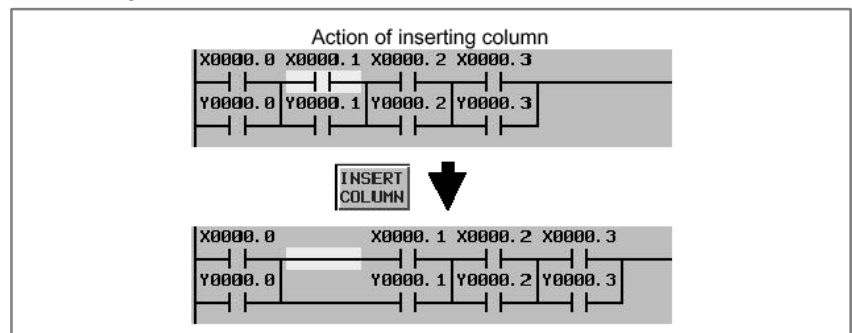 Action of inserting column
X0000.0 X0000.1 X0000.2 X0000.3
Y0000.0 Y0000.1 Y0000.2 Y0000.3
INSERT
COLUMN
X0000.0 X0000.1 X0000.2 X0000.3
Y0000.0 Y0000.1 Y0000.2 Y0000.3